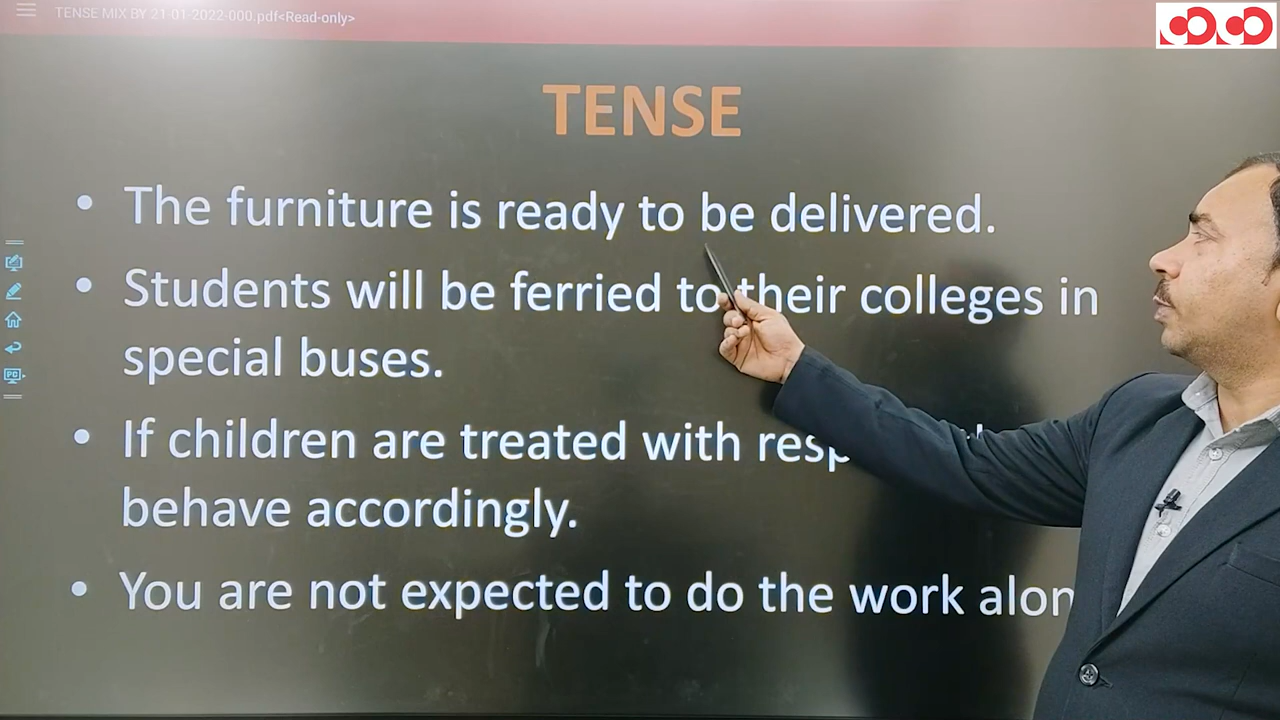 TENSE MIX BY 21-01-2022-000.pdf<Read-only>
TENSE
• The furniture is ready to be delivered.
• Students will be ferried to their colleges in
special buses.
• If children are treated with
behave accordingly.
• You are not expected to do the work
PC